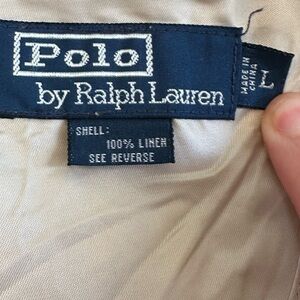 Polo
by Ralph Lauren
MADE IN
CHINA
L
SHELL:
100% LINEN
SEE REVERSE